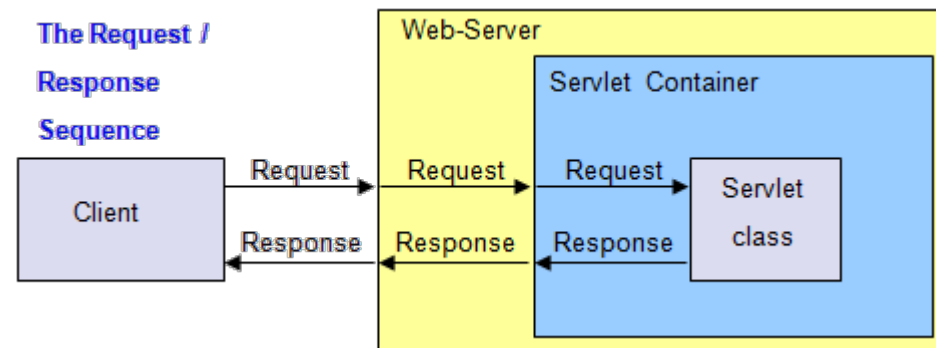 The Request /
Response
Sequence
Web-Server
Servlet Container
Client
Request
Request
Request
Response
Response
Response
Servlet
class